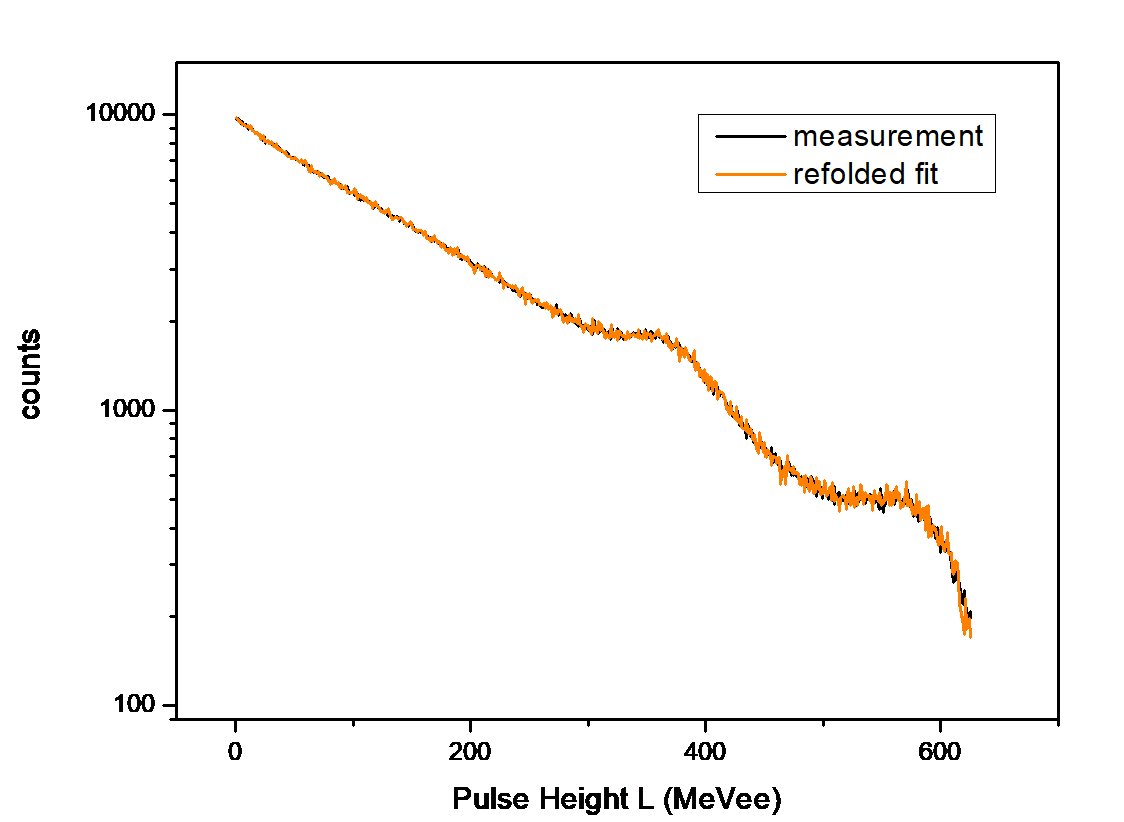 10000
1000
100
counts
measurement
refolded fit
0 200 400 600
Pulse Height L (MeVee)